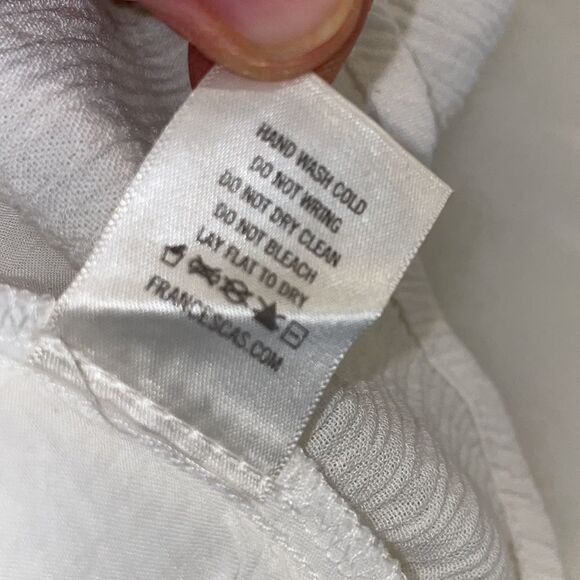 HAND WASH COLD
DO NOT WRING
DO NOT DRY CLEAN
DO NOT BLEACH
LAY FLAT TO DRY
FRANCESCAS.COM